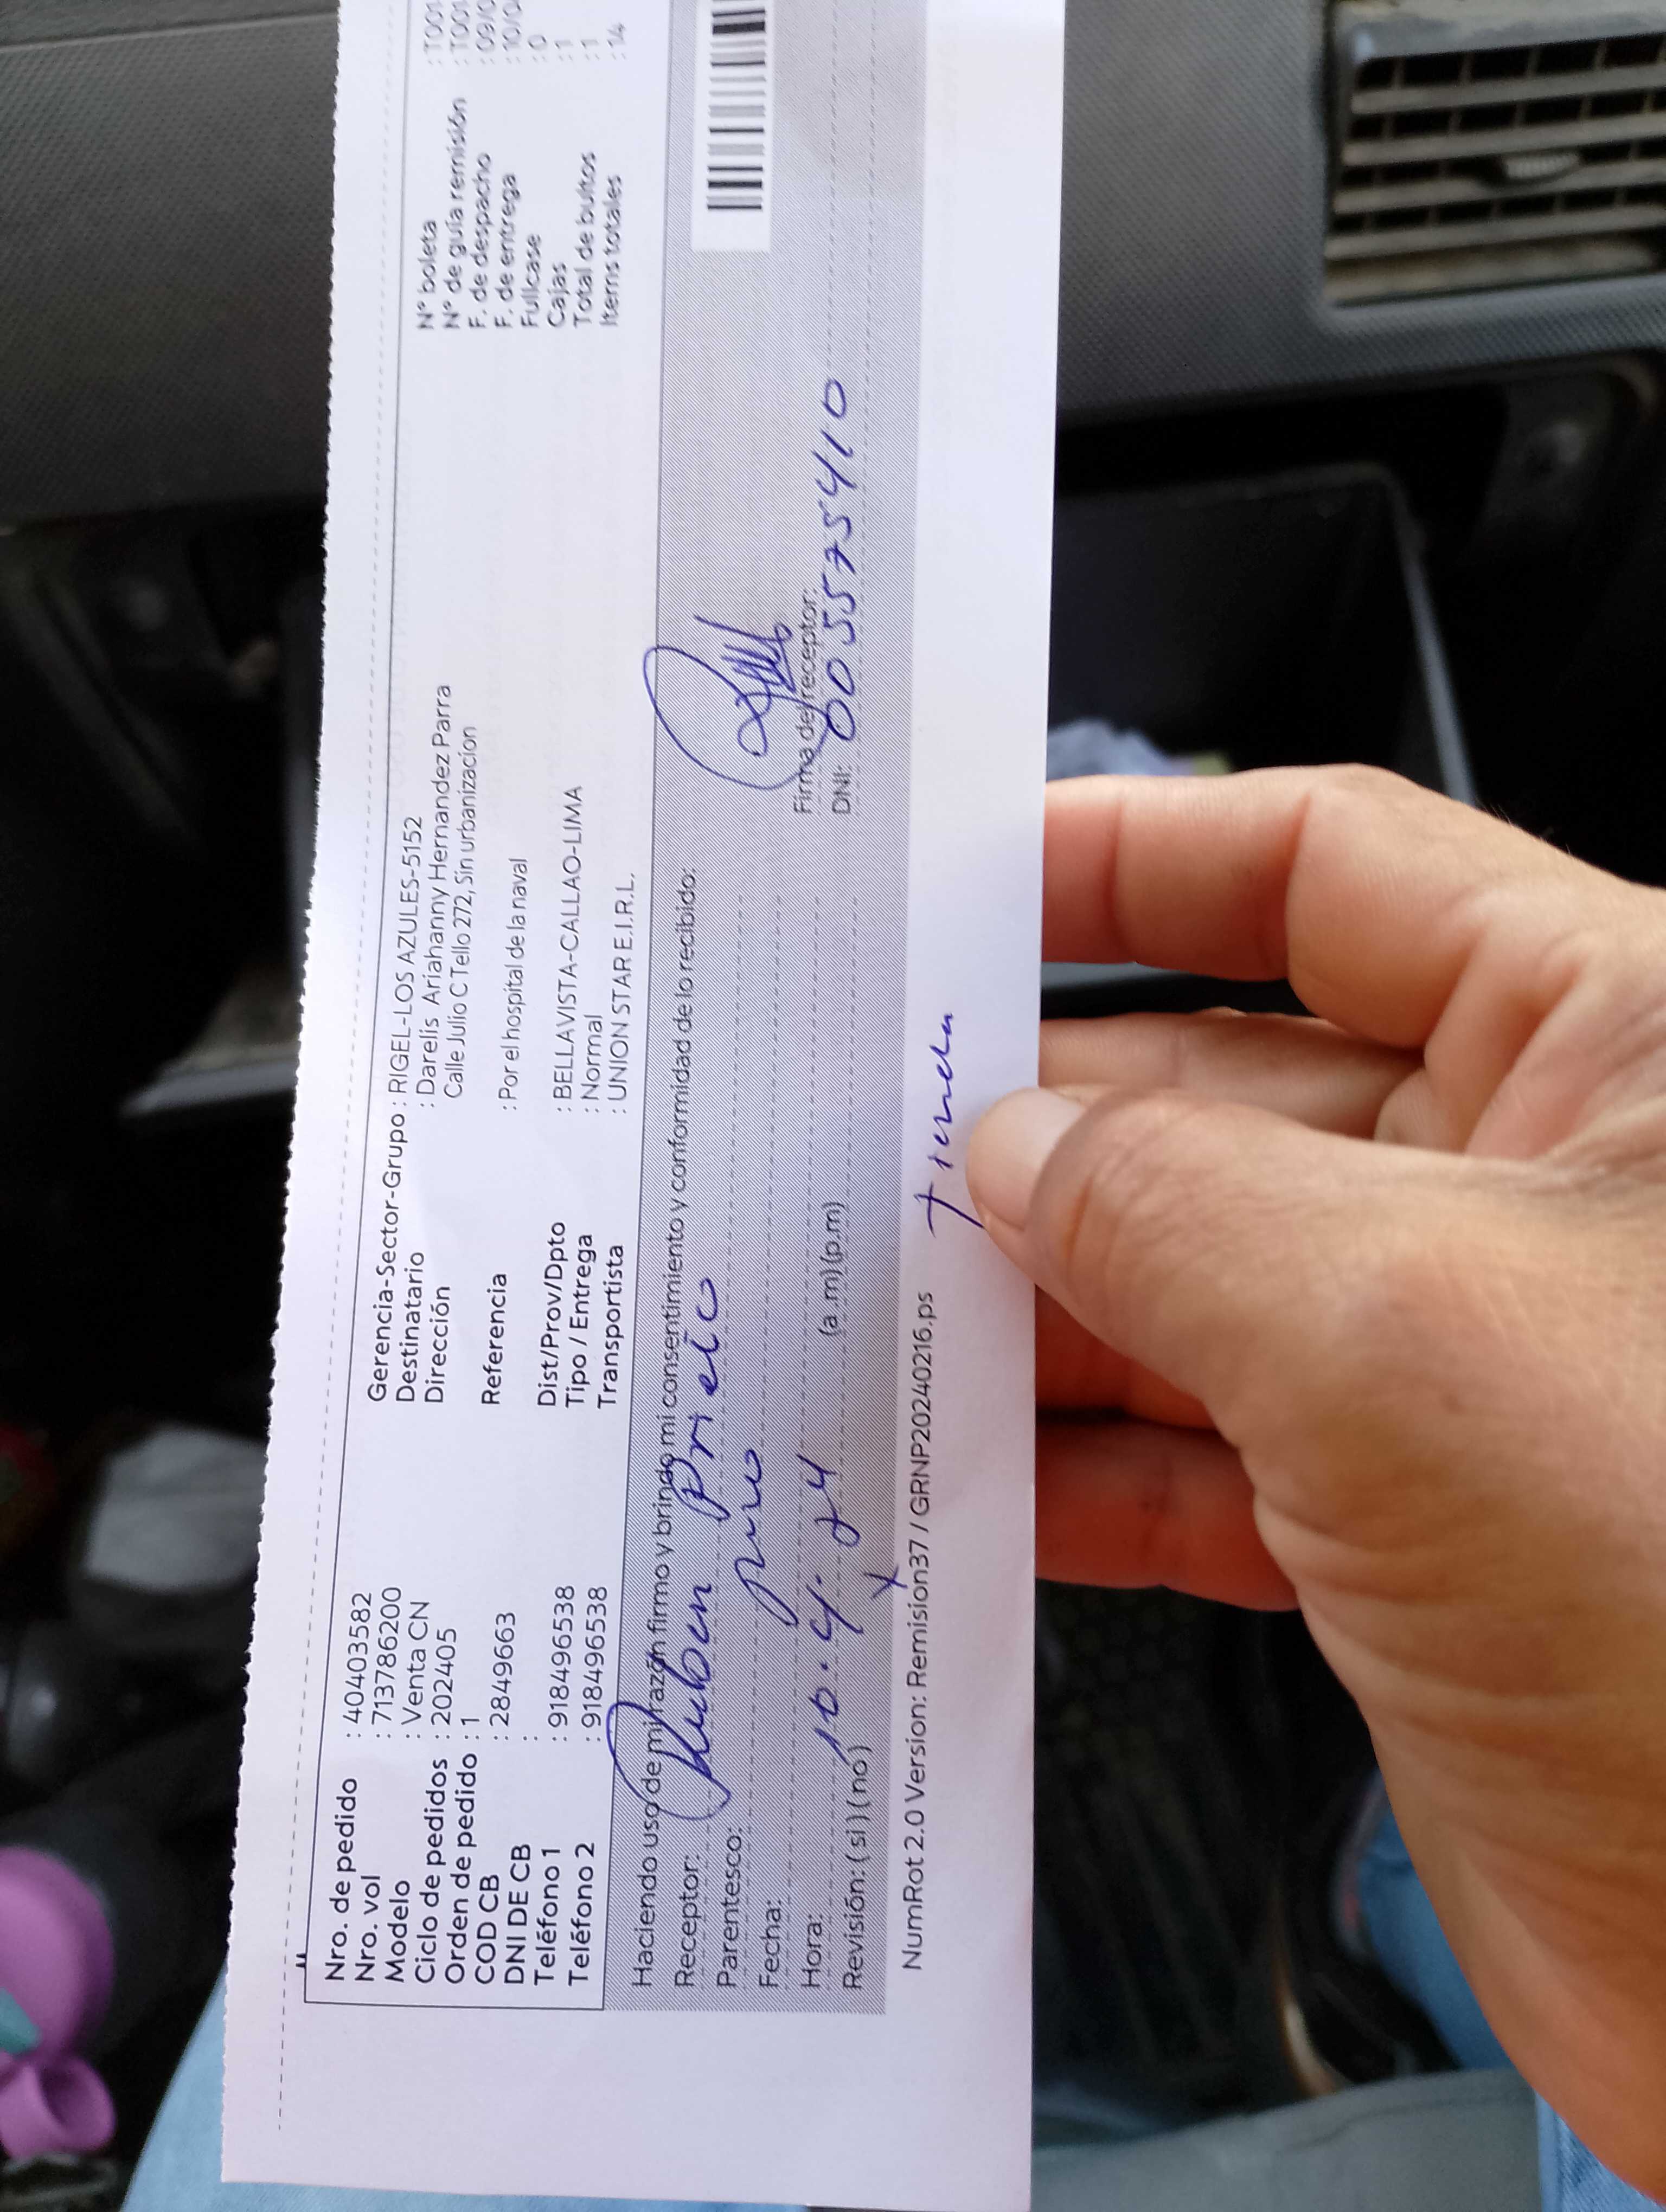 Nro. de pedido : 40403582
Nro. vol : 713786200
Modelo : Venta CN
Ciclo de pedidos : 202405
Orden de pedido : 1
COD CB : 2849663
DNI DE CB :
Teléfono 1 : 918496538
Teléfono 2 : 918496538
Gerencia-Sector-Grupo : RIGEL-LOS AZULES-5152
Destinatario : Darelis Ariahanny Hernandez Parra
Dirección Calle Julio C Tello 272, Sin urbanizacion
Referencia : Por el hospital de la naval
Dist/Prov/Dpto : BELLAVISTA-CALLAO-LIMA
Tipo / Entrega : Normal
Transportista : UNION STAR E.I.R.L.
N° boleta : T001
N° de guía remisión : T001
F. de despacho : 09/0
F. de entrega : 10/0
Fullcase : 0
Cajas : 1
Total de bultos : 1
Items totales : 14
Haciendo uso de mi razón firmo y brindo mi consentimiento y conformidad de lo recibido:
Receptor: Ruben Prieto
Parentesco:
Fecha: 10.4.24
Hora: (a.m) (p.m)
Revisión: ( si ) ( no ) x
Firma del receptor:
DNI: 005575410
NumRot 2.0 Version: Remision37 / GRNP20240216.ps
tienda